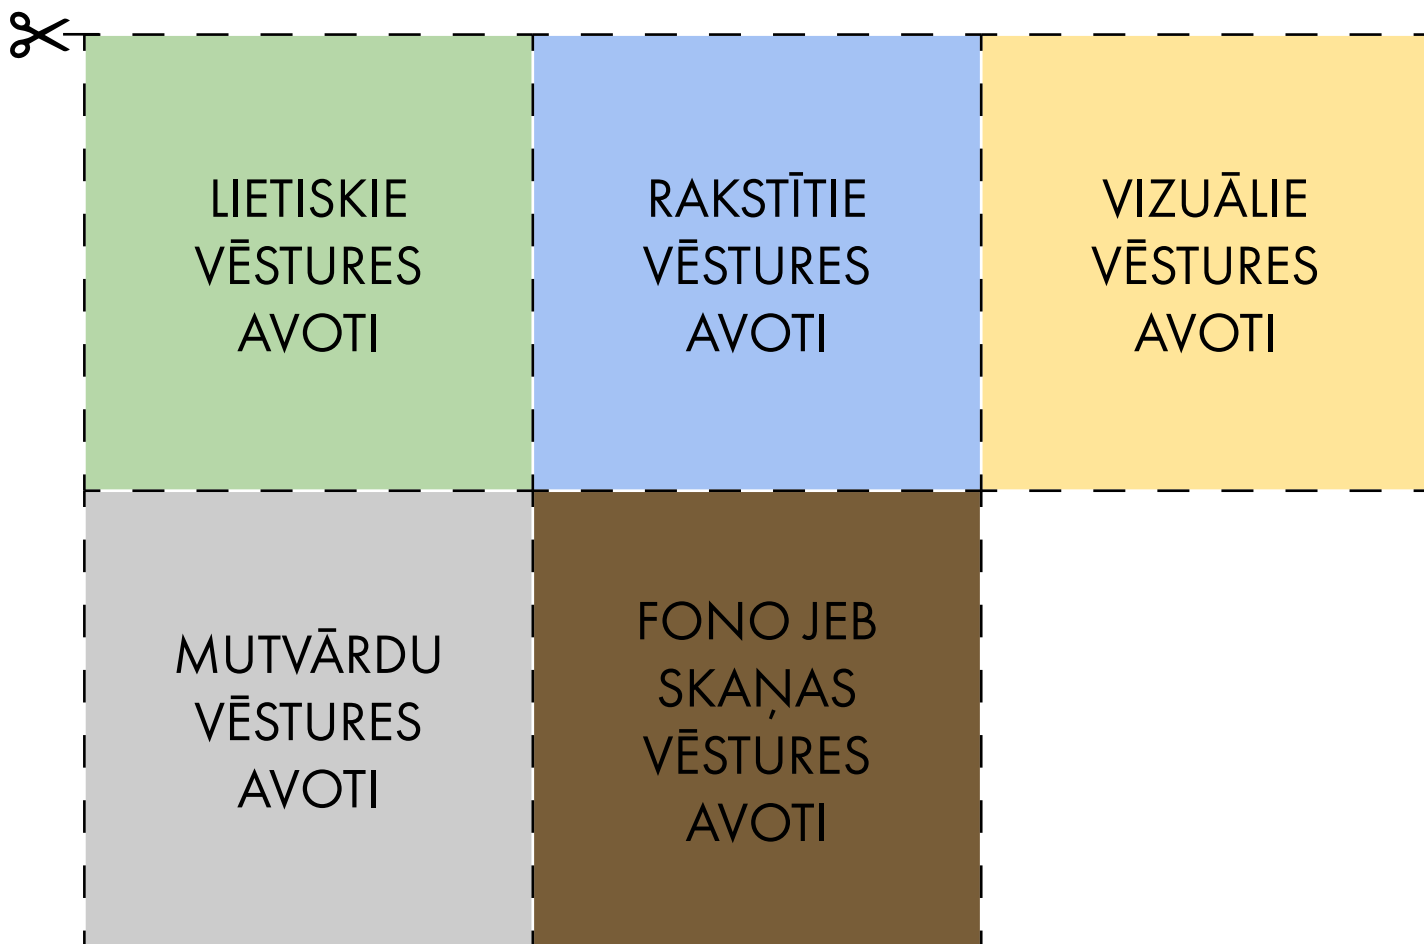 LIETISKIE
VĒSTURES
AVOTI
RAKSTĪTIE
VĒSTURES
AVOTI
VIZUĀLIE
VĒSTURES
AVOTI
MUTVĀRDU
VĒSTURES
AVOTI
FONO JEB
SKAŅAS
VĒSTURES
AVOTI